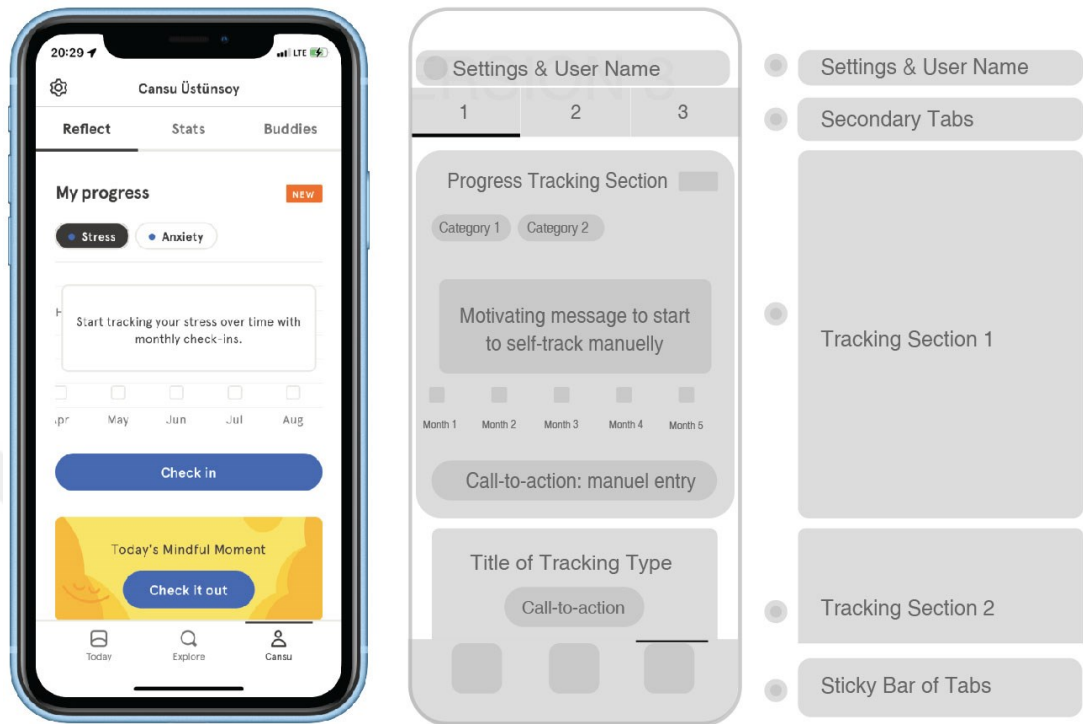 20:29
LTE
Cansu Üstünsoy
Reflect Stats Buddies
My progress
NEW
Stress Anxiety
Start tracking your stress over time with
monthly check-ins.
May Jun Jul Aug
Check in
Today's Mindful Moment
Check it out
Today Explore Cansu
Settings & User Name
1 2 3
Progress Tracking Section
Category 1 Category 2
Motivating message to start
to self-track manuelly
Month 1 Month 2 Month 3 Month 4 Month 5
Call-to-action: manuel entry
Title of Tracking Type
Call-to-action
Settings & User Name
Secondary Tabs
Tracking Section 1
Tracking Section 2
Sticky Bar of Tabs